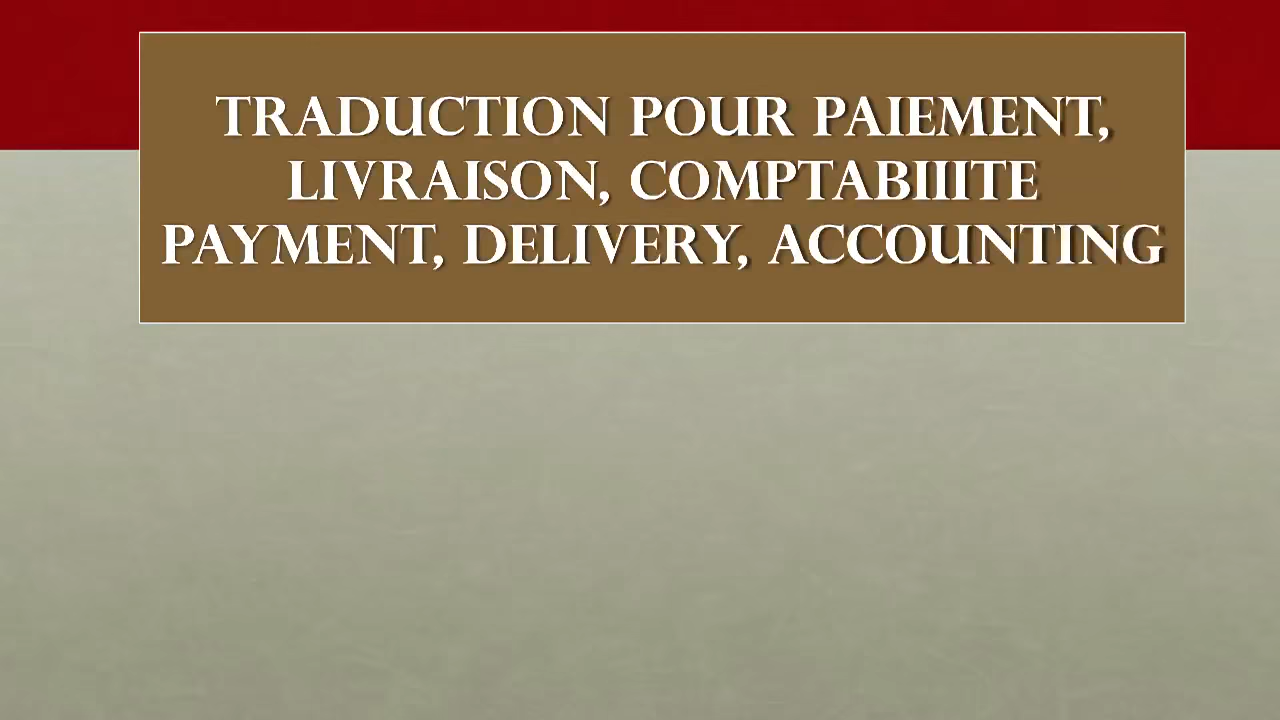 TRADUCTION POUR PAIEMENT,
LIVRAISON, COMPTABIIITE
PAYMENT, DELIVERY, ACCOUNTING